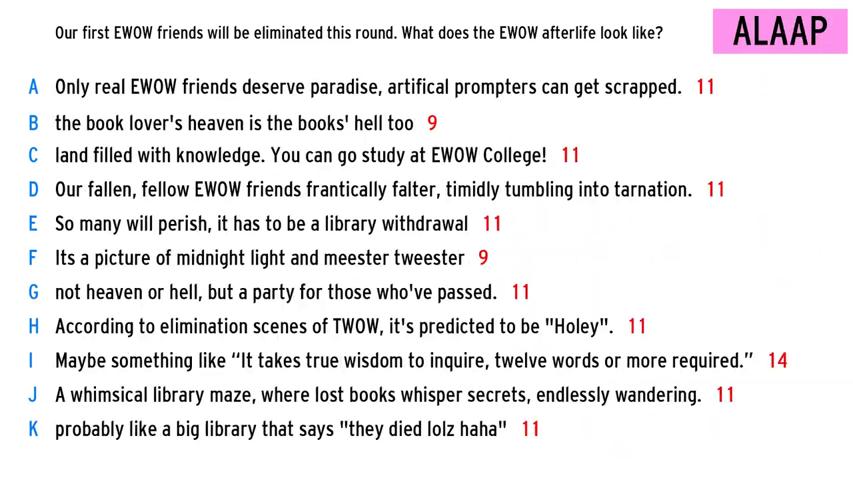 Our first EWOW friends will be eliminated this round. What does the EWOW afterlife look like?
ALAAP
A Only real EWOW friends deserve paradise, artifical prompters can get scrapped. 11
B the book lover's heaven is the books' hell too 9
C land filled with knowledge. You can go study at EWOW College! 11
D Our fallen, fellow EWOW friends frantically falter, timidly tumbling into tarnation. 11
E So many will perish, it has to be a library withdrawal 11
F Its a picture of midnight light and meester tweester 9
G not heaven or hell, but a party for those who've passed. 11
H According to elimination scenes of TWOW, it's predicted to be "Holey". 11
I Maybe something like “It takes true wisdom to inquire, twelve words or more required.” 14
J A whimsical library maze, where lost books whisper secrets, endlessly wandering. 11
K probably like a big library that says "they died lolz haha" 11